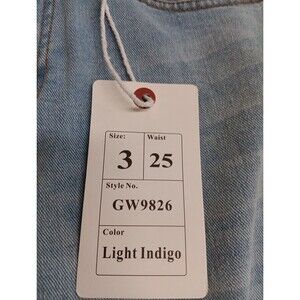 Size: Waist
3 25
Style No.
GW9826
Color
Light Indigo